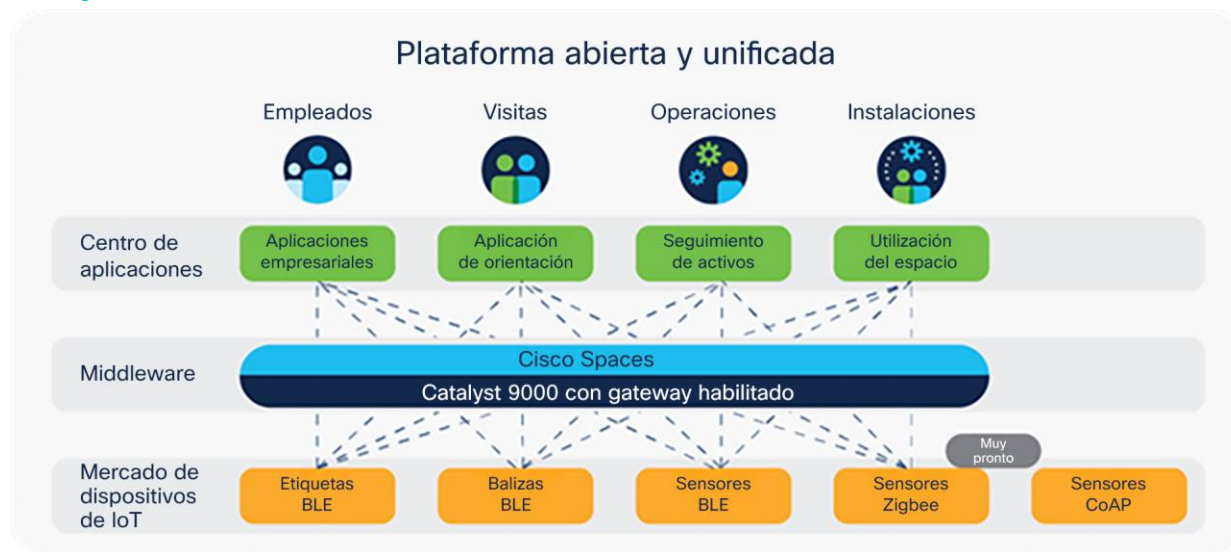 Plataforma abierta y unificada
Empleados
Visitas
Operaciones
Instalaciones
Centro de
aplicaciones
Aplicaciones
empresariales
Aplicación
de orientación
Seguimiento
de activos
Utilización
del espacio
Middleware
Cisco Spaces
Catalyst 9000 con gateway habilitado
Muy
pronto
Mercado de
dispositivos
de IoT
Etiquetas
BLE
Balizas
BLE
Sensores
BLE
Sensores
Zigbee
Sensores
CoAP